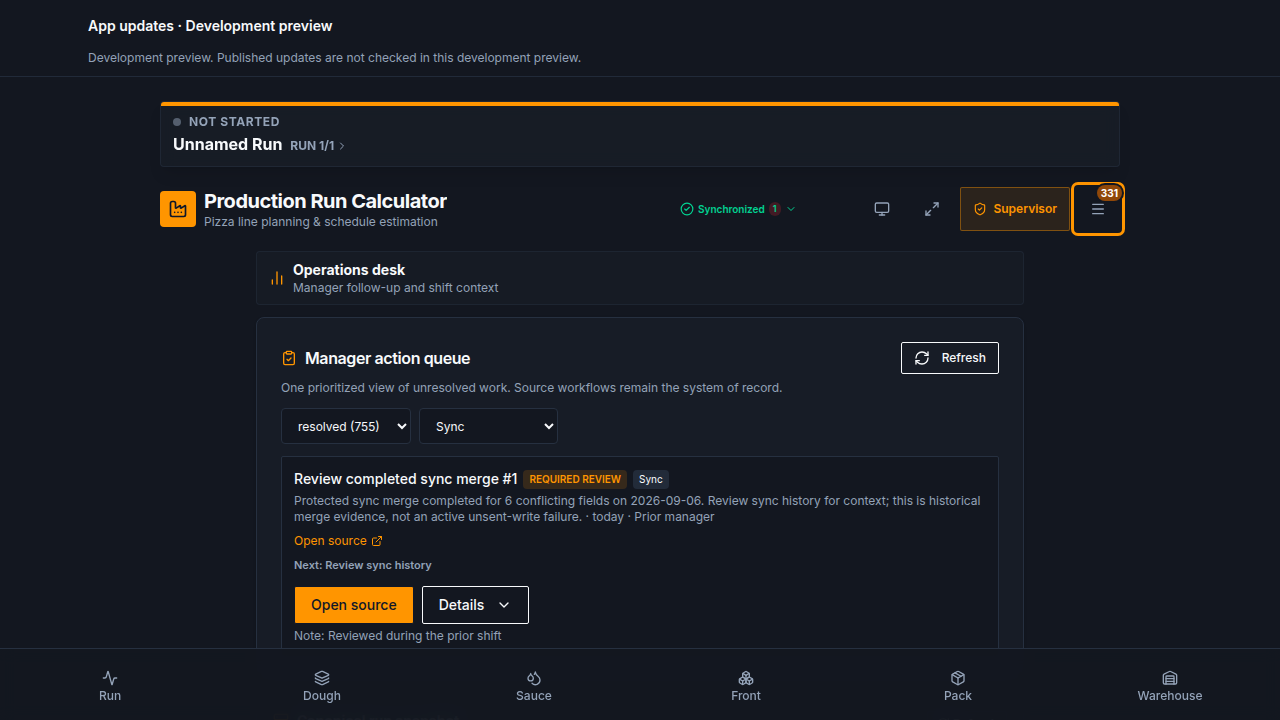 App updates · Development preview
Development preview. Published updates are not checked in this development preview.
NOT STARTED
Unnamed Run RUN 1/1
Production Run Calculator
Pizza line planning & schedule estimation
Synchronized 1
Supervisor
331
Operations desk
Manager follow-up and shift context
Manager action queue
Refresh
One prioritized view of unresolved work. Source workflows remain the system of record.
resolved (755)
Sync
Review completed sync merge #1 REQUIRED REVIEW Sync
Protected sync merge completed for 6 conflicting fields on 2026-09-06. Review sync history for context; this is historical
merge evidence, not an active unsent-write failure. · today · Prior manager
Open source
Next: Review sync history
Open source
Details
Note: Reviewed during the prior shift
Run
Dough
Sauce
Front
Pack
Warehouse